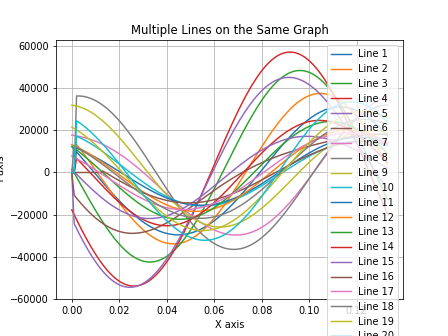 Multiple Lines on the Same Graph
60000
40000
20000
0
−20000
−40000
−60000
0.00
0.02
0.04
0.06
0.08
0.10
X axis
axis
Line 1
Line 2
Line 3
Line 4
Line 5
Line 6
Line 7
Line 8
Line 9
Line 10
Line 11
Line 12
Line 13
Line 14
Line 15
Line 16
Line 17
Line 18
Line 19
Line 20